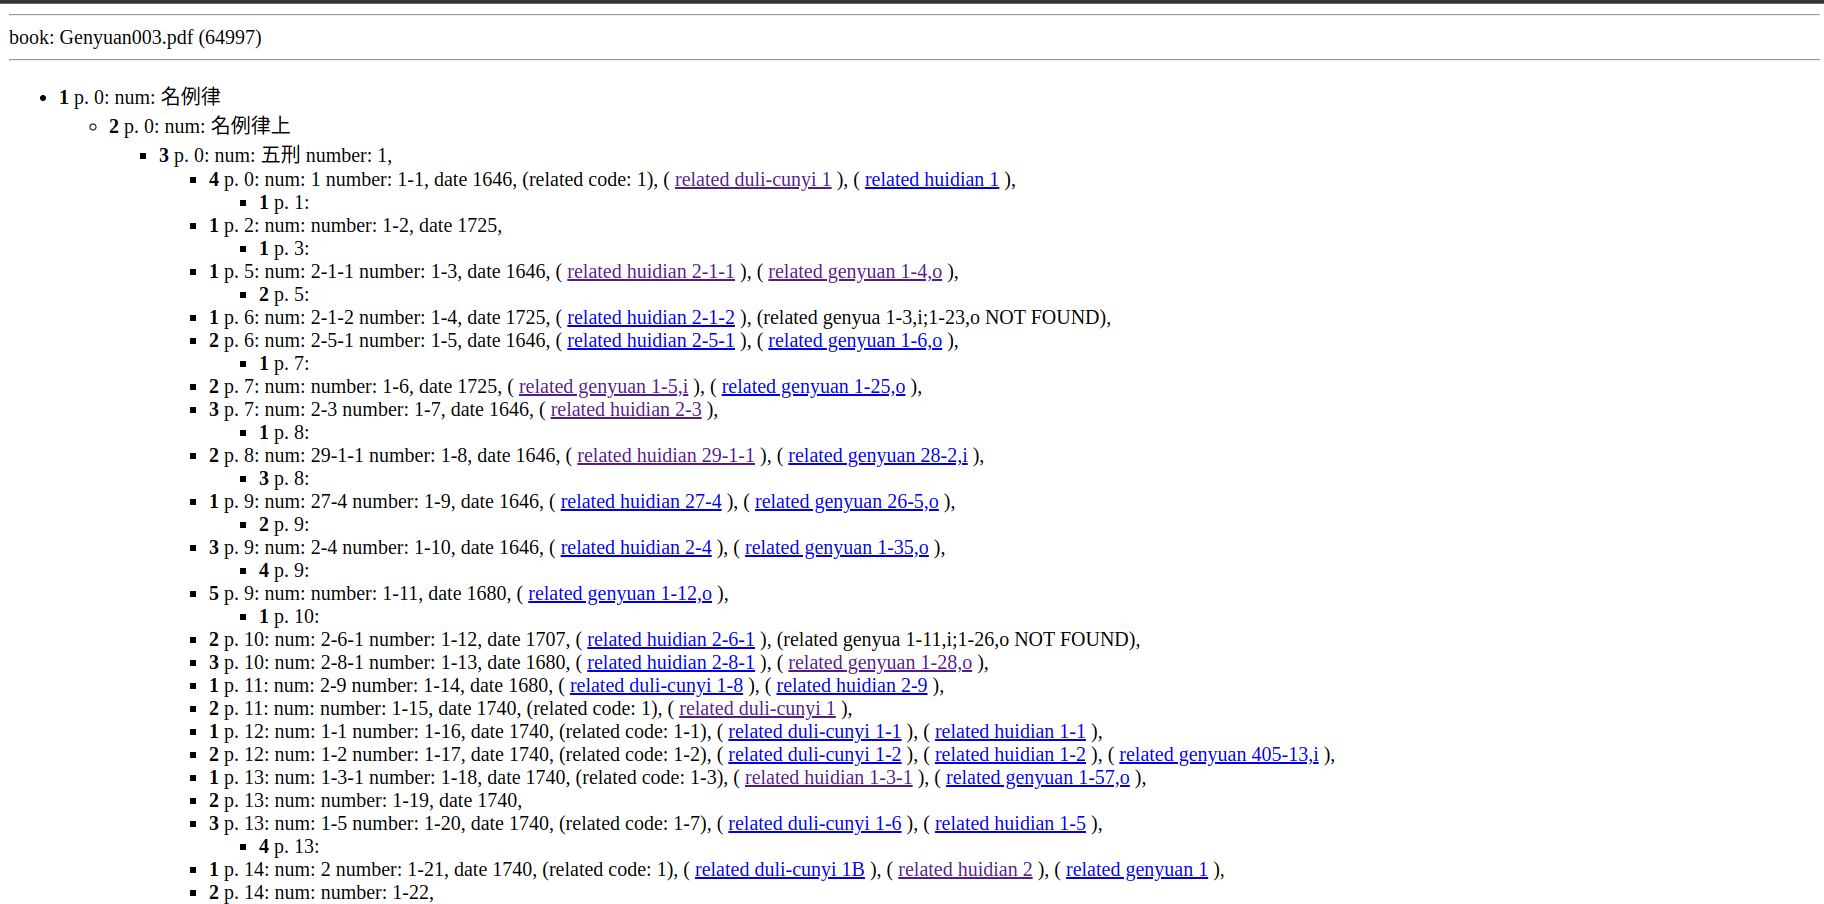 book: Genyuan003.pdf (64997)
1 p. 0: num: 名例律
2 p. 0: num: 名例律上
3 p. 0: num: 五刑 number: 1,
4 p. 0: num: 1 number: 1-1, date 1646, (related code: 1), ( related duli-cunyi 1 ), ( related huidian 1 ),
1 p. 1:
1 p. 2: num: number: 1-2, date 1725,
1 p. 3:
1 p. 5: num: 2-1-1 number: 1-3, date 1646, ( related huidian 2-1-1 ), ( related genyuan 1-4,o ),
2 p. 5:
1 p. 6: num: 2-1-2 number: 1-4, date 1725, ( related huidian 2-1-2 ), (related genyua 1-3,i;1-23,o NOT FOUND),
2 p. 6: num: 2-5-1 number: 1-5, date 1646, ( related huidian 2-5-1 ), ( related genyuan 1-6,o ),
1 p. 7:
2 p. 7: num: number: 1-6, date 1725, ( related genyuan 1-5,i ), ( related genyuan 1-25,o ),
3 p. 7: num: 2-3 number: 1-7, date 1646, ( related huidian 2-3 ),
1 p. 8:
2 p. 8: num: 29-1-1 number: 1-8, date 1646, ( related huidian 29-1-1 ), ( related genyuan 28-2,i ),
3 p. 8:
1 p. 9: num: 27-4 number: 1-9, date 1646, ( related huidian 27-4 ), ( related genyuan 26-5,o ),
2 p. 9:
3 p. 9: num: 2-4 number: 1-10, date 1646, ( related huidian 2-4 ), ( related genyuan 1-35,o ),
4 p. 9:
5 p. 9: num: number: 1-11, date 1680, ( related genyuan 1-12,o ),
1 p. 10:
2 p. 10: num: 2-6-1 number: 1-12, date 1707, ( related huidian 2-6-1 ), (related genyua 1-11,i;1-26,o NOT FOUND),
3 p. 10: num: 2-8-1 number: 1-13, date 1680, ( related huidian 2-8-1 ), ( related genyuan 1-28,o ),
1 p. 11: num: 2-9 number: 1-14, date 1680, ( related duli-cunyi 1-8 ), ( related huidian 2-9 ),
2 p. 11: num: number: 1-15, date 1740, (related code: 1), ( related duli-cunyi 1 ),
1 p. 12: num: 1-1 number: 1-16, date 1740, (related code: 1-1), ( related duli-cunyi 1-1 ), ( related huidian 1-1 ),
2 p. 12: num: 1-2 number: 1-17, date 1740, (related code: 1-2), ( related duli-cunyi 1-2 ), ( related huidian 1-2 ), ( related genyuan 405-13,i ),
1 p. 13: num: 1-3-1 number: 1-18, date 1740, (related code: 1-3), ( related huidian 1-3-1 ), ( related genyuan 1-57,o ),
2 p. 13: num: number: 1-19, date 1740,
3 p. 13: num: 1-5 number: 1-20, date 1740, (related code: 1-7), ( related duli-cunyi 1-6 ), ( related huidian 1-5 ),
4 p. 13:
1 p. 14: num: 2 number: 1-21, date 1740, (related code: 1), ( related duli-cunyi 1B ), ( related huidian 2 ), ( related genyuan 1 ),
2 p. 14: num: number: 1-22,